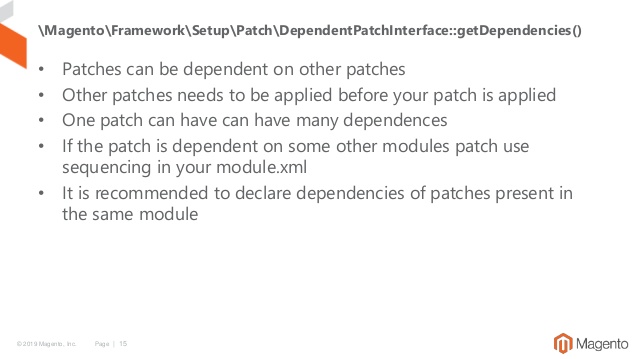 \Magento\Framework\Setup\Patch\DependentPatchInterface::getDependencies()
• Patches can be dependent on other patches
• Other patches needs to be applied before your patch is applied
• One patch can have can have many dependences
• If the patch is dependent on some other modules patch use
sequencing in your module.xml
• It is recommended to declare dependencies of patches present in
the same module
© 2019 Magento, Inc. Page | 15
Magento